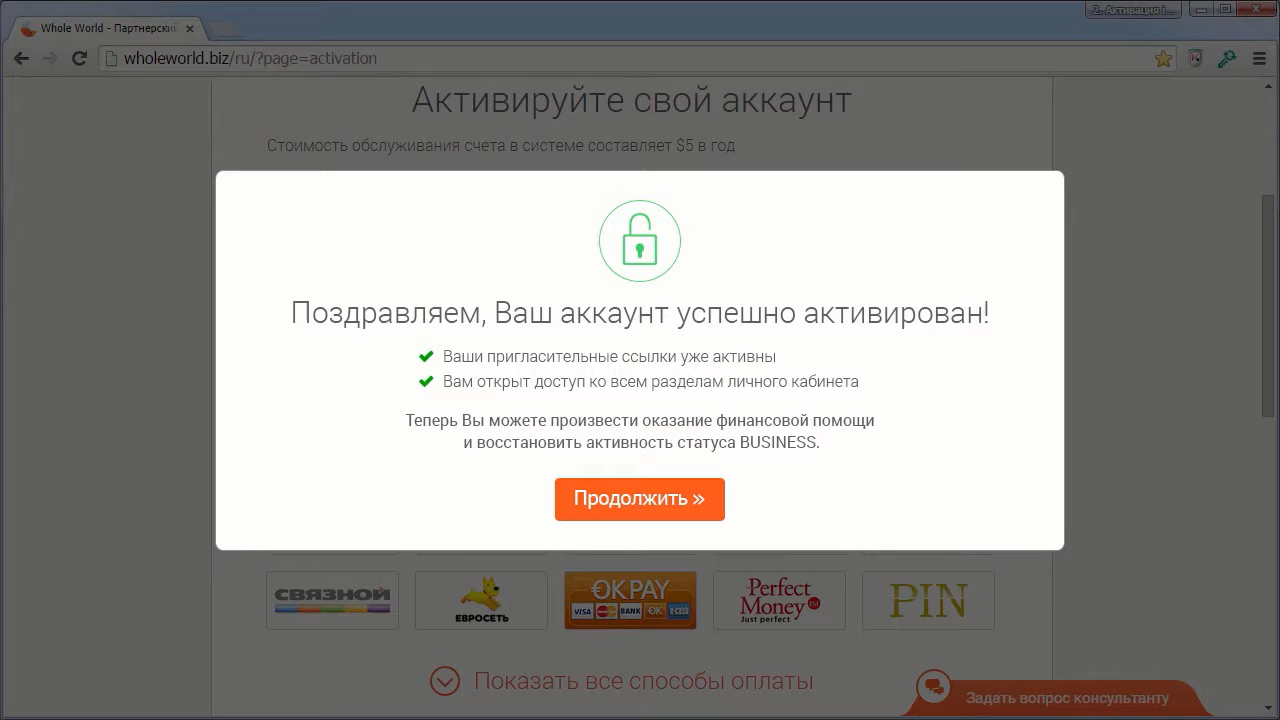 2. Активация
Whole World - Партнерский
wholeworld.biz/ru/?page=activation
Активируйте свой аккаунт
Стоимость обслуживания счета в системе составляет $5 в год
Поздравляем, Ваш аккаунт успешно активирован!
Ваши пригласительные ссылки уже активны
Вам открыт доступ ко всем разделам личного кабинета
Теперь Вы можете произвести оказание финансовой помощи
и восстановить активность статуса BUSINESS.
Продолжить »
СВЯЗНОЙ
ЕВРОСЕТЬ
OKPAY
VISA BANK OK
Perfect
Money PM
Just perfect
PIN
Показать все способы оплаты
Задать вопрос консультанту